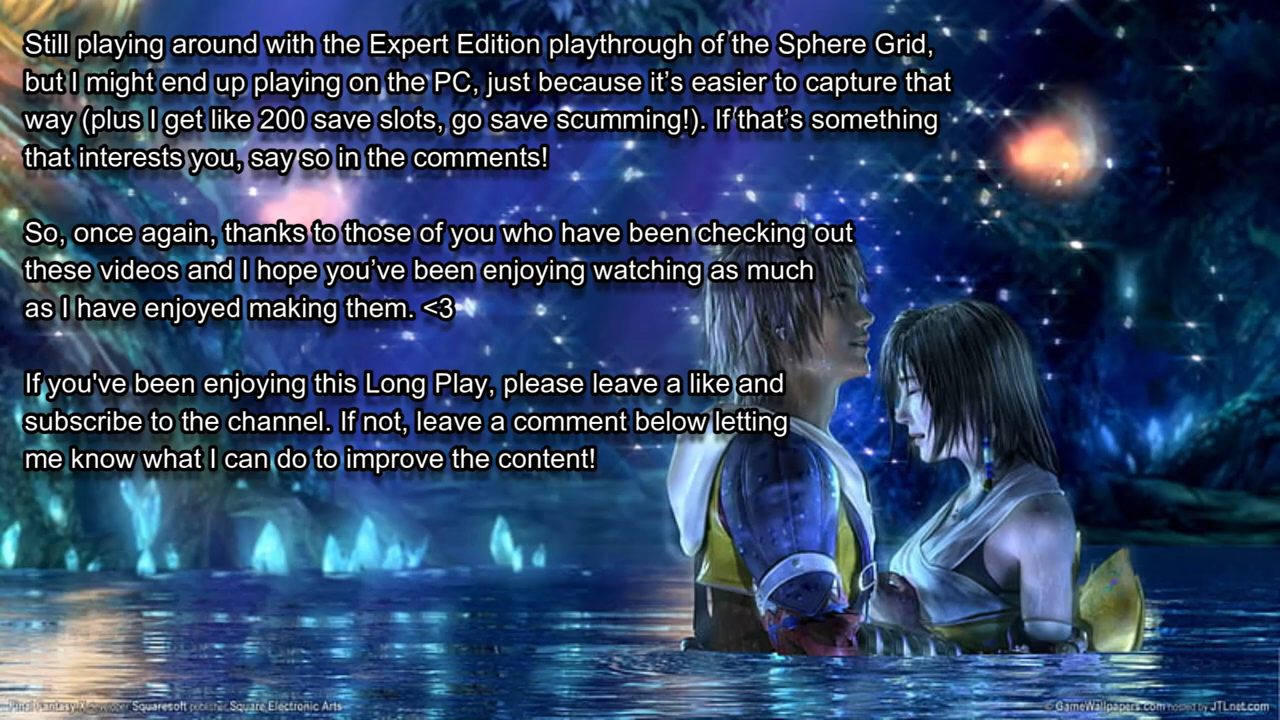 Still playing around with the Expert Edition playthrough of the Sphere Grid,
but I might end up playing on the PC, just because it’s easier to capture that
way (plus I get like 200 save slots, go save scumming!). If that’s something
that interests you, say so in the comments!
So, once again, thanks to those of you who have been checking out
these videos and I hope you’ve been enjoying watching as much
as I have enjoyed making them. <3
If you've been enjoying this Long Play, please leave a like and
subscribe to the channel. If not, leave a comment below letting
me know what I can do to improve the content!
Final Fantasy X developer Squaresoft publisher Square Electronic Arts
© GameWallpapers.com hosted by JTLnet.com